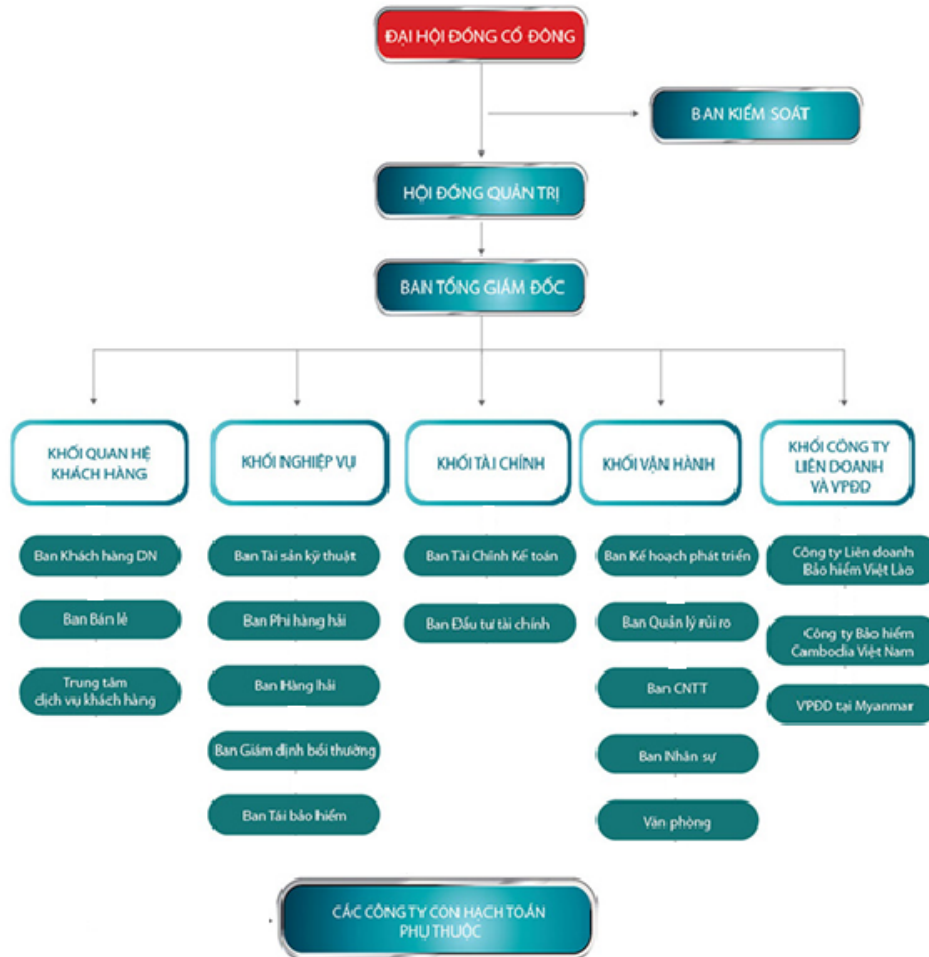 ĐẠI HỘI ĐỒNG CỔ ĐÔNG
BAN KIỂM SOÁT
HỘI ĐỒNG QUẢN TRỊ
BAN TỔNG GIÁM ĐỐC
KHỐI QUAN HỆ
KHÁCH HÀNG
Ban Khách hàng DN
Ban Bán lẻ
Trung tâm
dịch vụ khách hàng
KHỐI NGHIỆP VỤ
Ban Tài sản kỹ thuật
Ban Phi hàng hải
Ban Hàng hải
Ban Giám định bồi thường
Ban Tái bảo hiểm
KHỐI TÀI CHÍNH
Ban Tài Chính Kế toán
Ban Đầu tư tài chính
KHỐI VẬN HÀNH
Ban Kế hoạch phát triển
Ban Quản lý rủi ro
Ban CNTT
Ban Nhân sự
Văn phòng
KHỐI CÔNG TY
LIÊN DOANH
VÀ VPĐD
Công ty Liên doanh
Bảo hiểm Việt Lào
Công ty Bảo hiểm
Cambodia Việt Nam
VPĐD tại Myanmar
CÁC CÔNG TY CON HẠCH TOÁN
PHỤ THUỘC